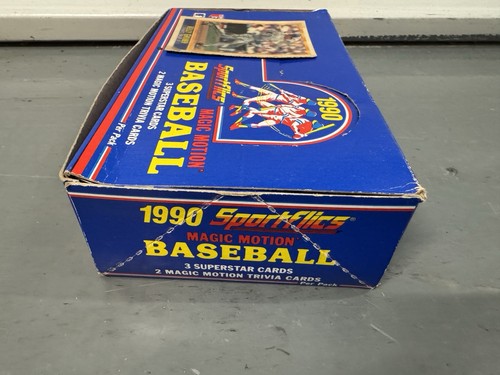 1990
Sportflics
MAGIC MOTION
BASEBALL
3 SUPERSTAR CARDS
2 MAGIC MOTION TRIVIA CARDS
Per Pack
1990 Sportflics®
MAGIC MOTION
BASEBALL
3 SUPERSTAR CARDS
2 MAGIC MOTION TRIVIA CARDS
Per Pack